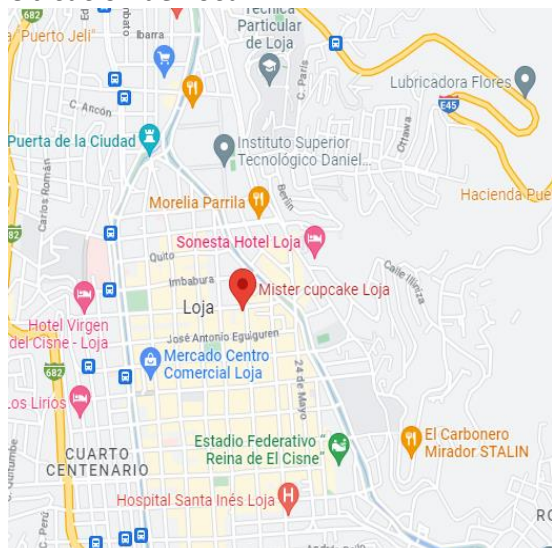 Técnica
Particular
de Loja
"Puerto Jeli"
Ibarra
C. París
Lubricadora Flores
E45
C. Ancón
Ottawa
Puerta de la Ciudad
Instituto Superior
Tecnológico Daniel...
Carlos Román
Berlín
Morelia Parrilla
Hacienda Pue
82
Sonesta Hotel Loja
Quito
Calle Illiniza
Imbabura
Mister cupcake Loja
Loja
Hotel Virgen
del Cisne - Loja
José Antonio Eguiguren
682
Mercado Centro
Comercial Loja
24 de Mayo
Los Lirios
682
El Carbonero
Mirador STALIN
Estadio Federativo "
Reina de El Cisne"
CUARTO
CENTENARIO
Hospital Santa Inés Loja
H
C. Perú
RO